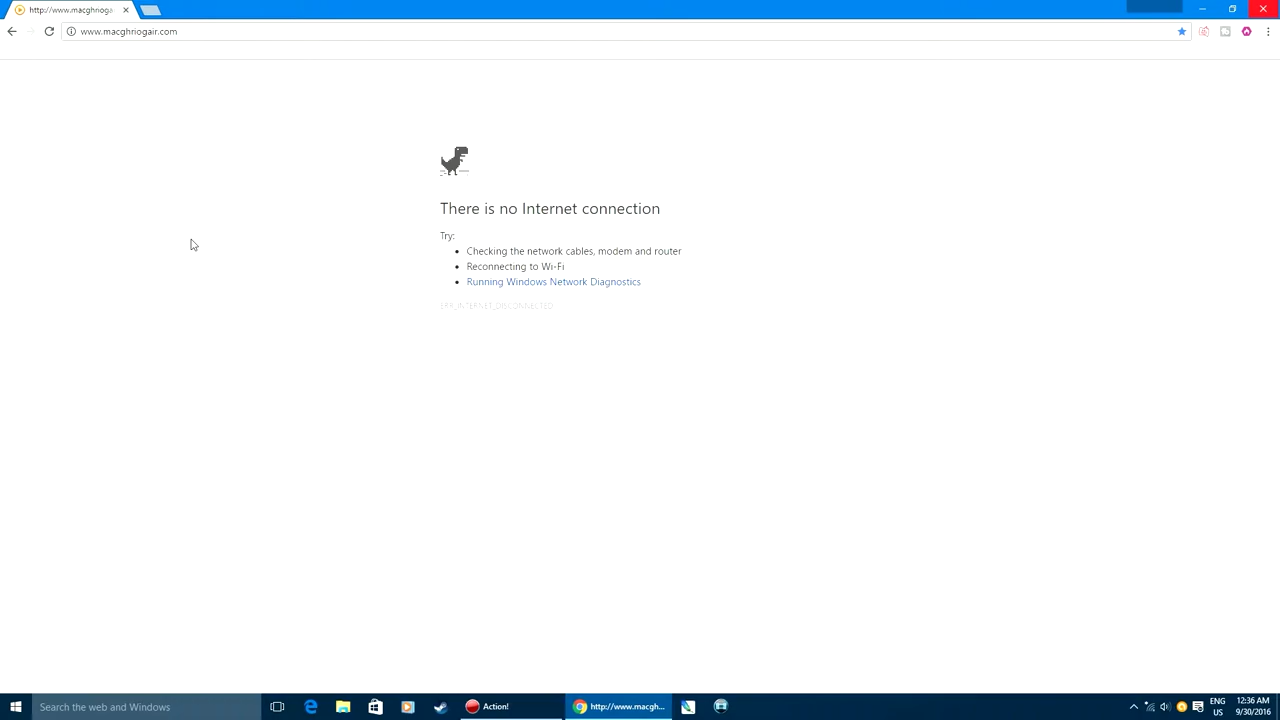 http://www.macghrioga
www.macghriogair.com
There is no Internet connection
Try:
Checking the network cables, modem and router
Reconnecting to Wi-Fi
Running Windows Network Diagnostics
ERR_INTERNET_DISCONNECTED
Search the web and Windows
Action!
http://www.macgh...
ENG
US
12:36 AM
9/30/2016